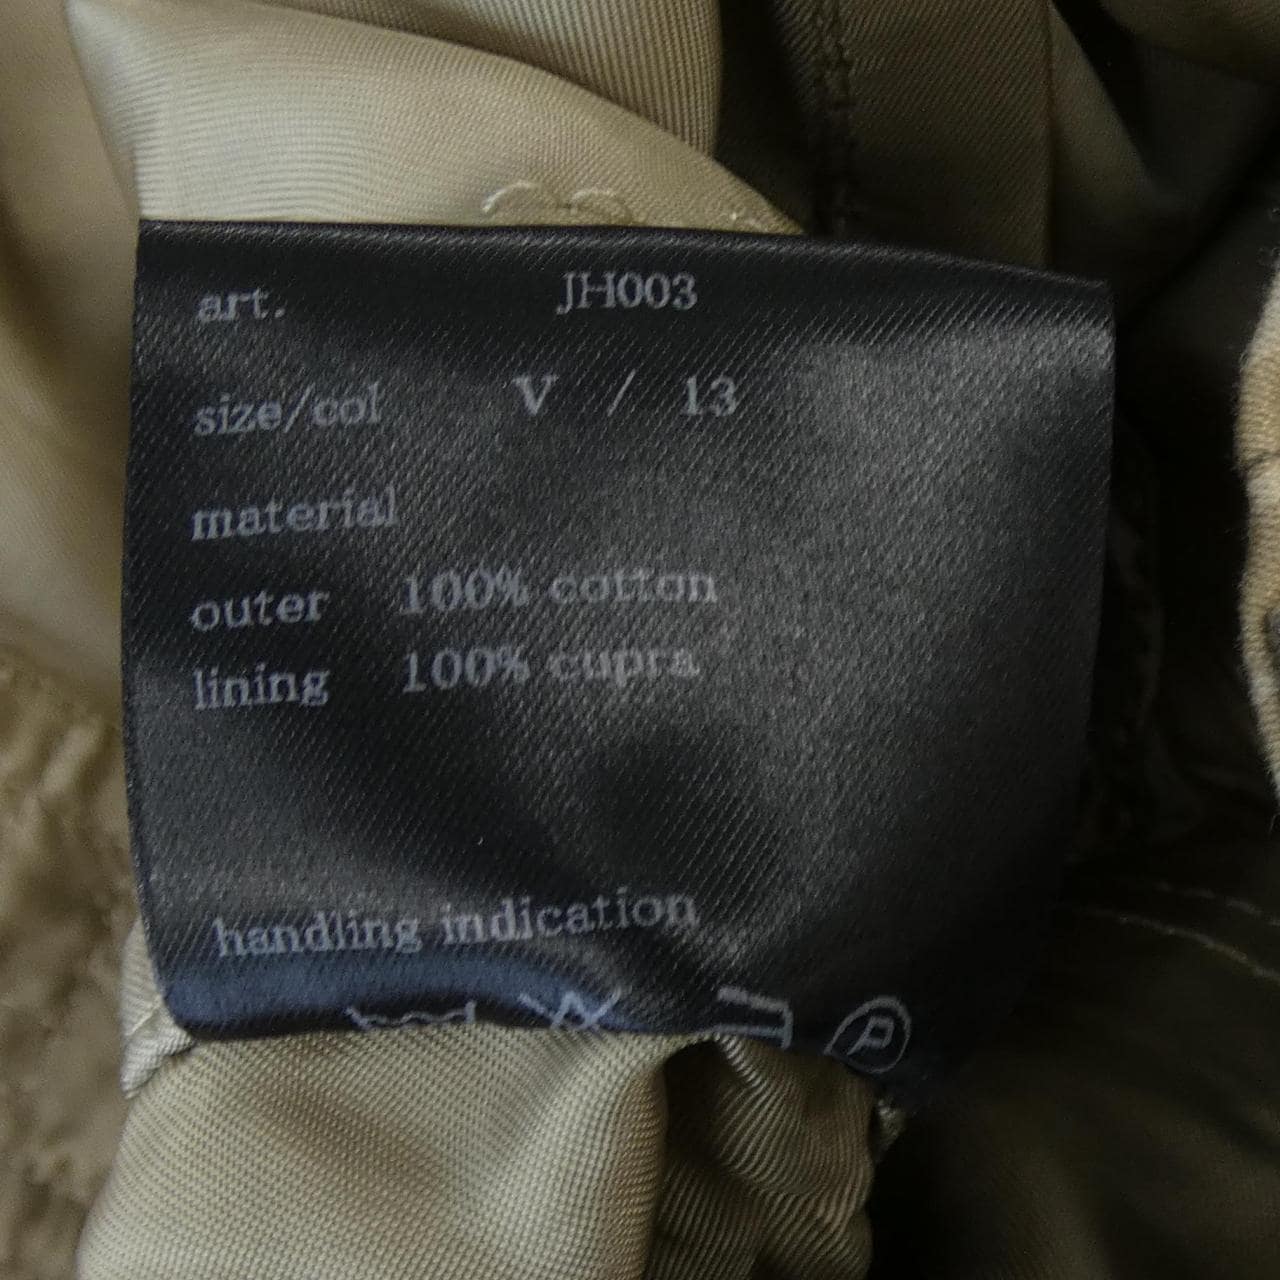 art. JH003
size/col V / 13
material
outer 100% cotton
lining 100% cupra
handling indication
P